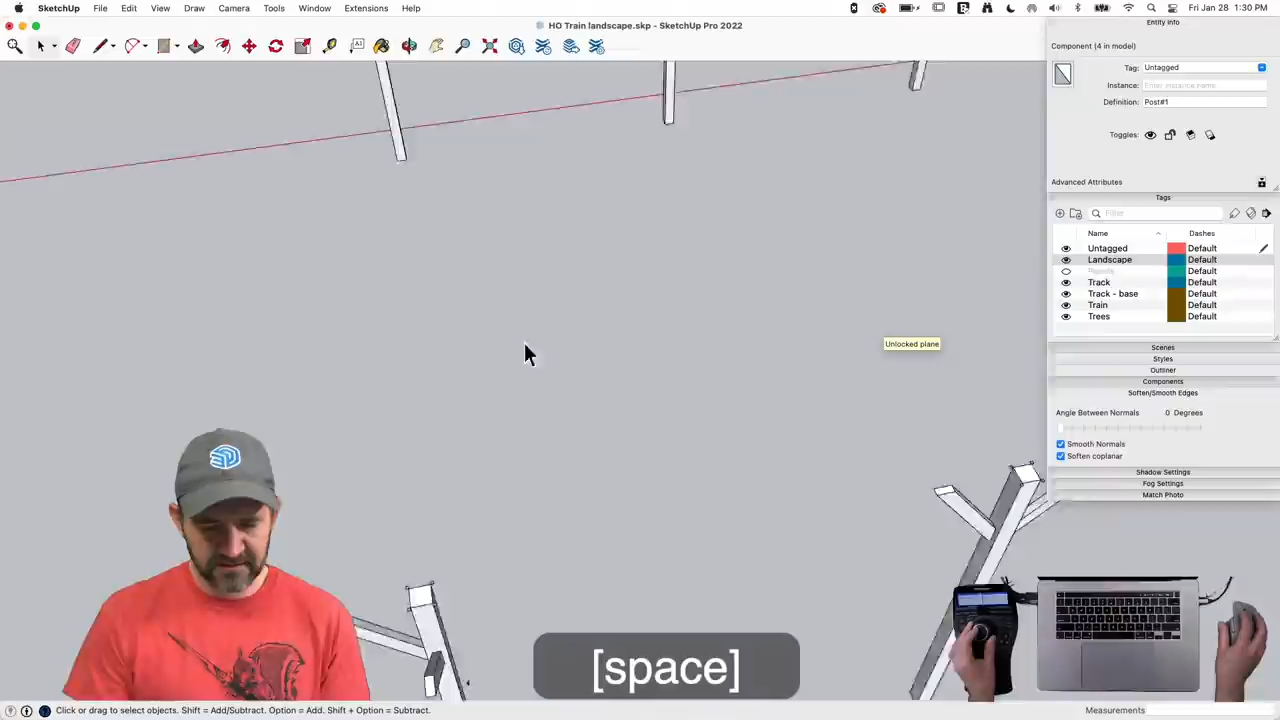 SketchUp File Edit View Draw Camera Tools Window Extensions Help Fri Jan 28 1:30 PM
HO Train landscape.skp - SketchUp Pro 2022
Entity Info
Component (4 in model)
Tag: Untagged
Instance: Enter instance name
Definition: Post#1
Toggles:
Advanced Attributes
Tags
Filter
Name Dashes
Untagged Default
Landscape Default
Default
Track Default
Track - base Default
Train Default
Trees Default
Scenes
Styles
Outliner
Components
Soften/Smooth Edges
Angle Between Normals 0 Degrees
Smooth Normals
Soften coplanar
Shadow Settings
Fog Settings
Match Photo
Unlocked plane
[space]
Click or drag to select objects. Shift = Add/Subtract. Option = Add. Shift + Option = Subtract.
Measurements